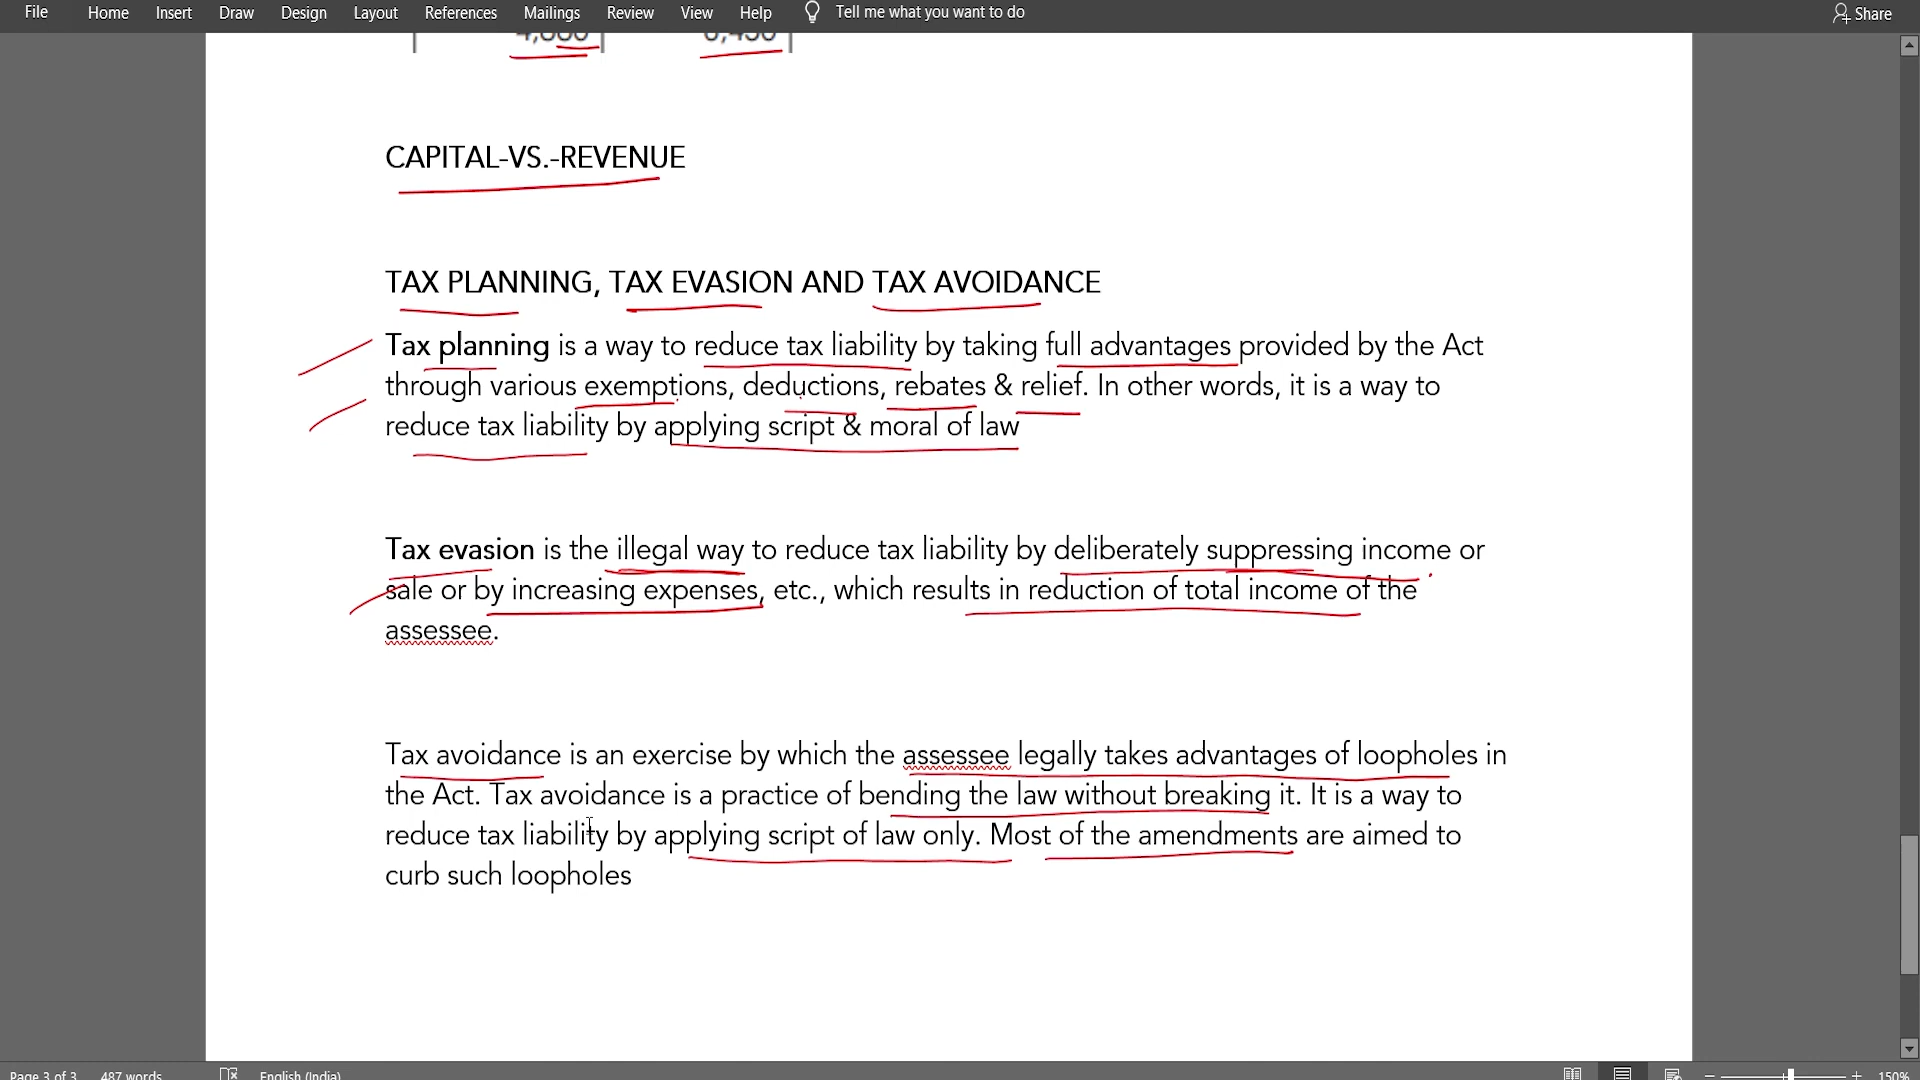 File Home Insert Draw Design Layout References Mailings Review View Help Tell me what you want to do Share
CAPITAL-VS.-REVENUE
TAX PLANNING, TAX EVASION AND TAX AVOIDANCE
Tax planning is a way to reduce tax liability by taking full advantages provided by the Act
through various exemptions, deductions, rebates & relief. In other words, it is a way to
reduce tax liability by applying script & moral of law
Tax evasion is the illegal way to reduce tax liability by deliberately suppressing income or
sale or by increasing expenses, etc., which results in reduction of total income of the
assessee.
Tax avoidance is an exercise by which the assessee legally takes advantages of loopholes in
the Act. Tax avoidance is a practice of bending the law without breaking it. It is a way to
reduce tax liability by applying script of law only. Most of the amendments are aimed to
curb such loopholes
Page 3 of 3 487 words English (India) 150%